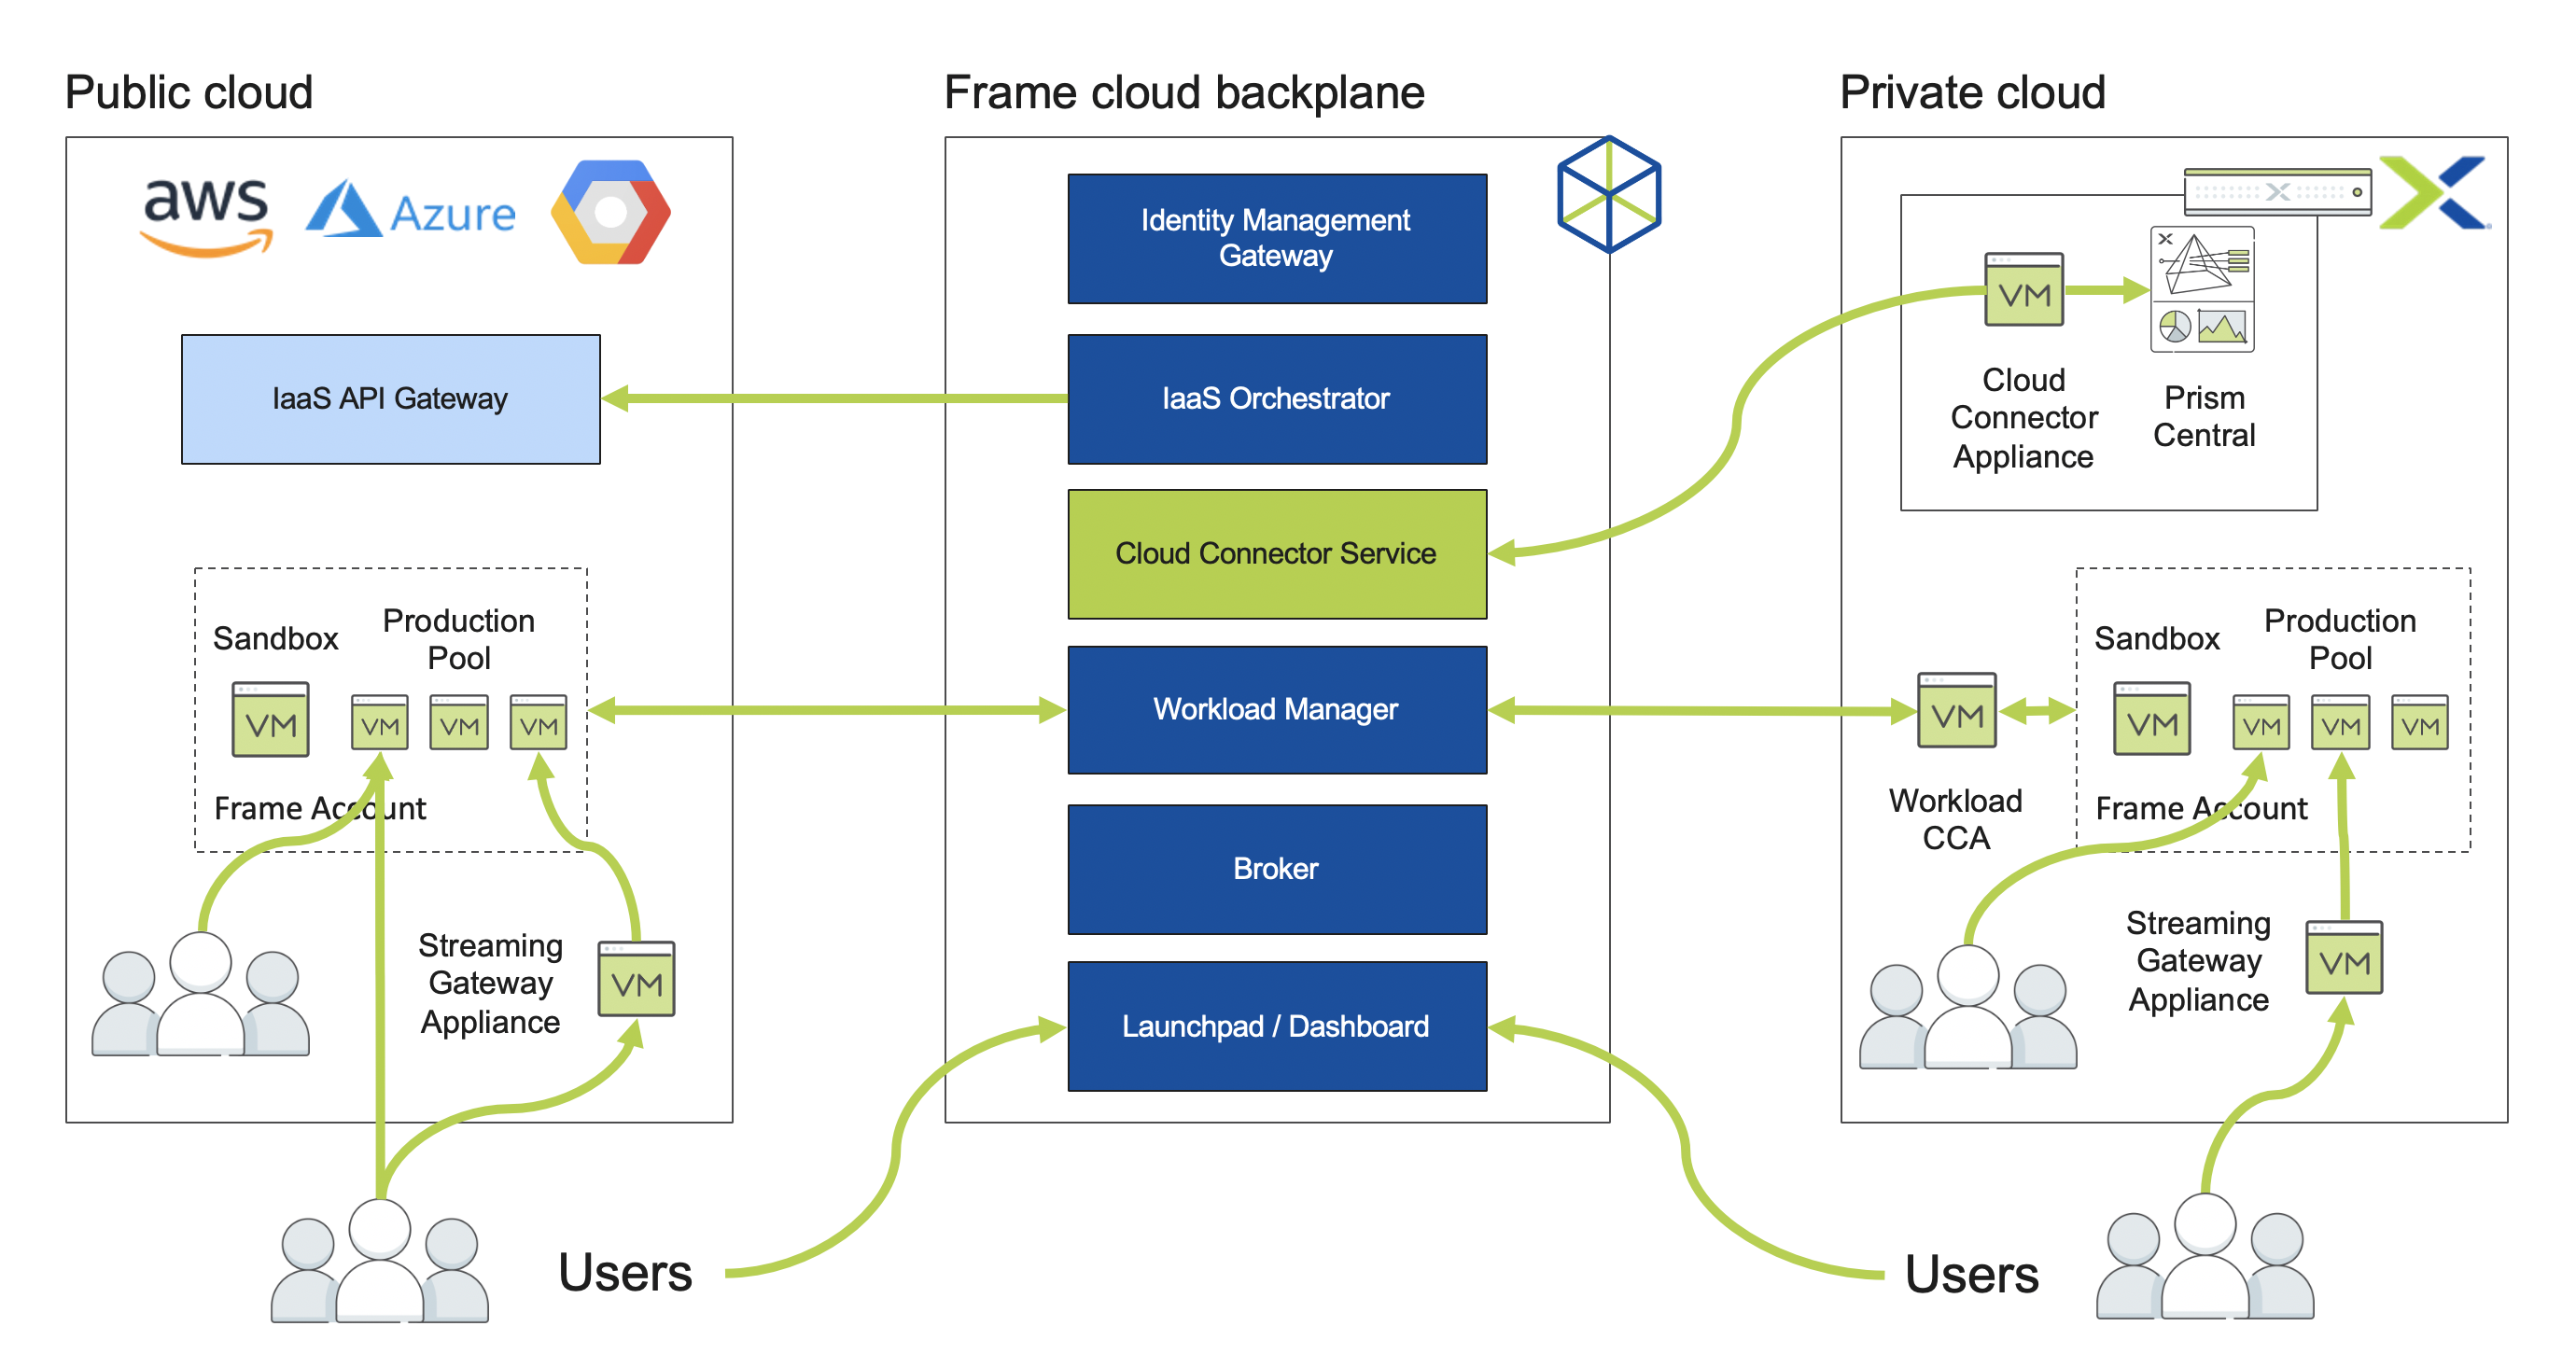 Public cloud
aws
Azure
IaaS API Gateway
Sandbox
Production
Pool
VM
VM
VM
VM
Frame Account
Streaming
Gateway
Appliance
VM
Users
Frame cloud backplane
Identity Management
Gateway
IaaS Orchestrator
Cloud Connector Service
Workload Manager
Broker
Launchpad / Dashboard
Private cloud
VM
Cloud
Connector
Appliance
Prism
Central
VM
Workload
CCA
Sandbox
Production
Pool
VM
VM
VM
VM
Frame Account
Streaming
Gateway
Appliance
VM
Users